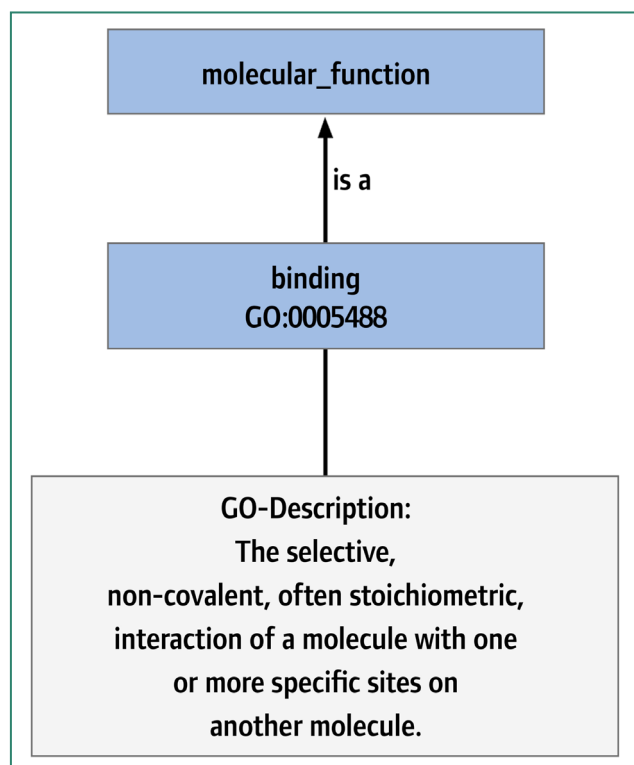 molecular_function
is a
binding
GO:0005488
GO-Description:
The selective,
non-covalent, often stoichiometric,
interaction of a molecule with one
or more specific sites on
another molecule.